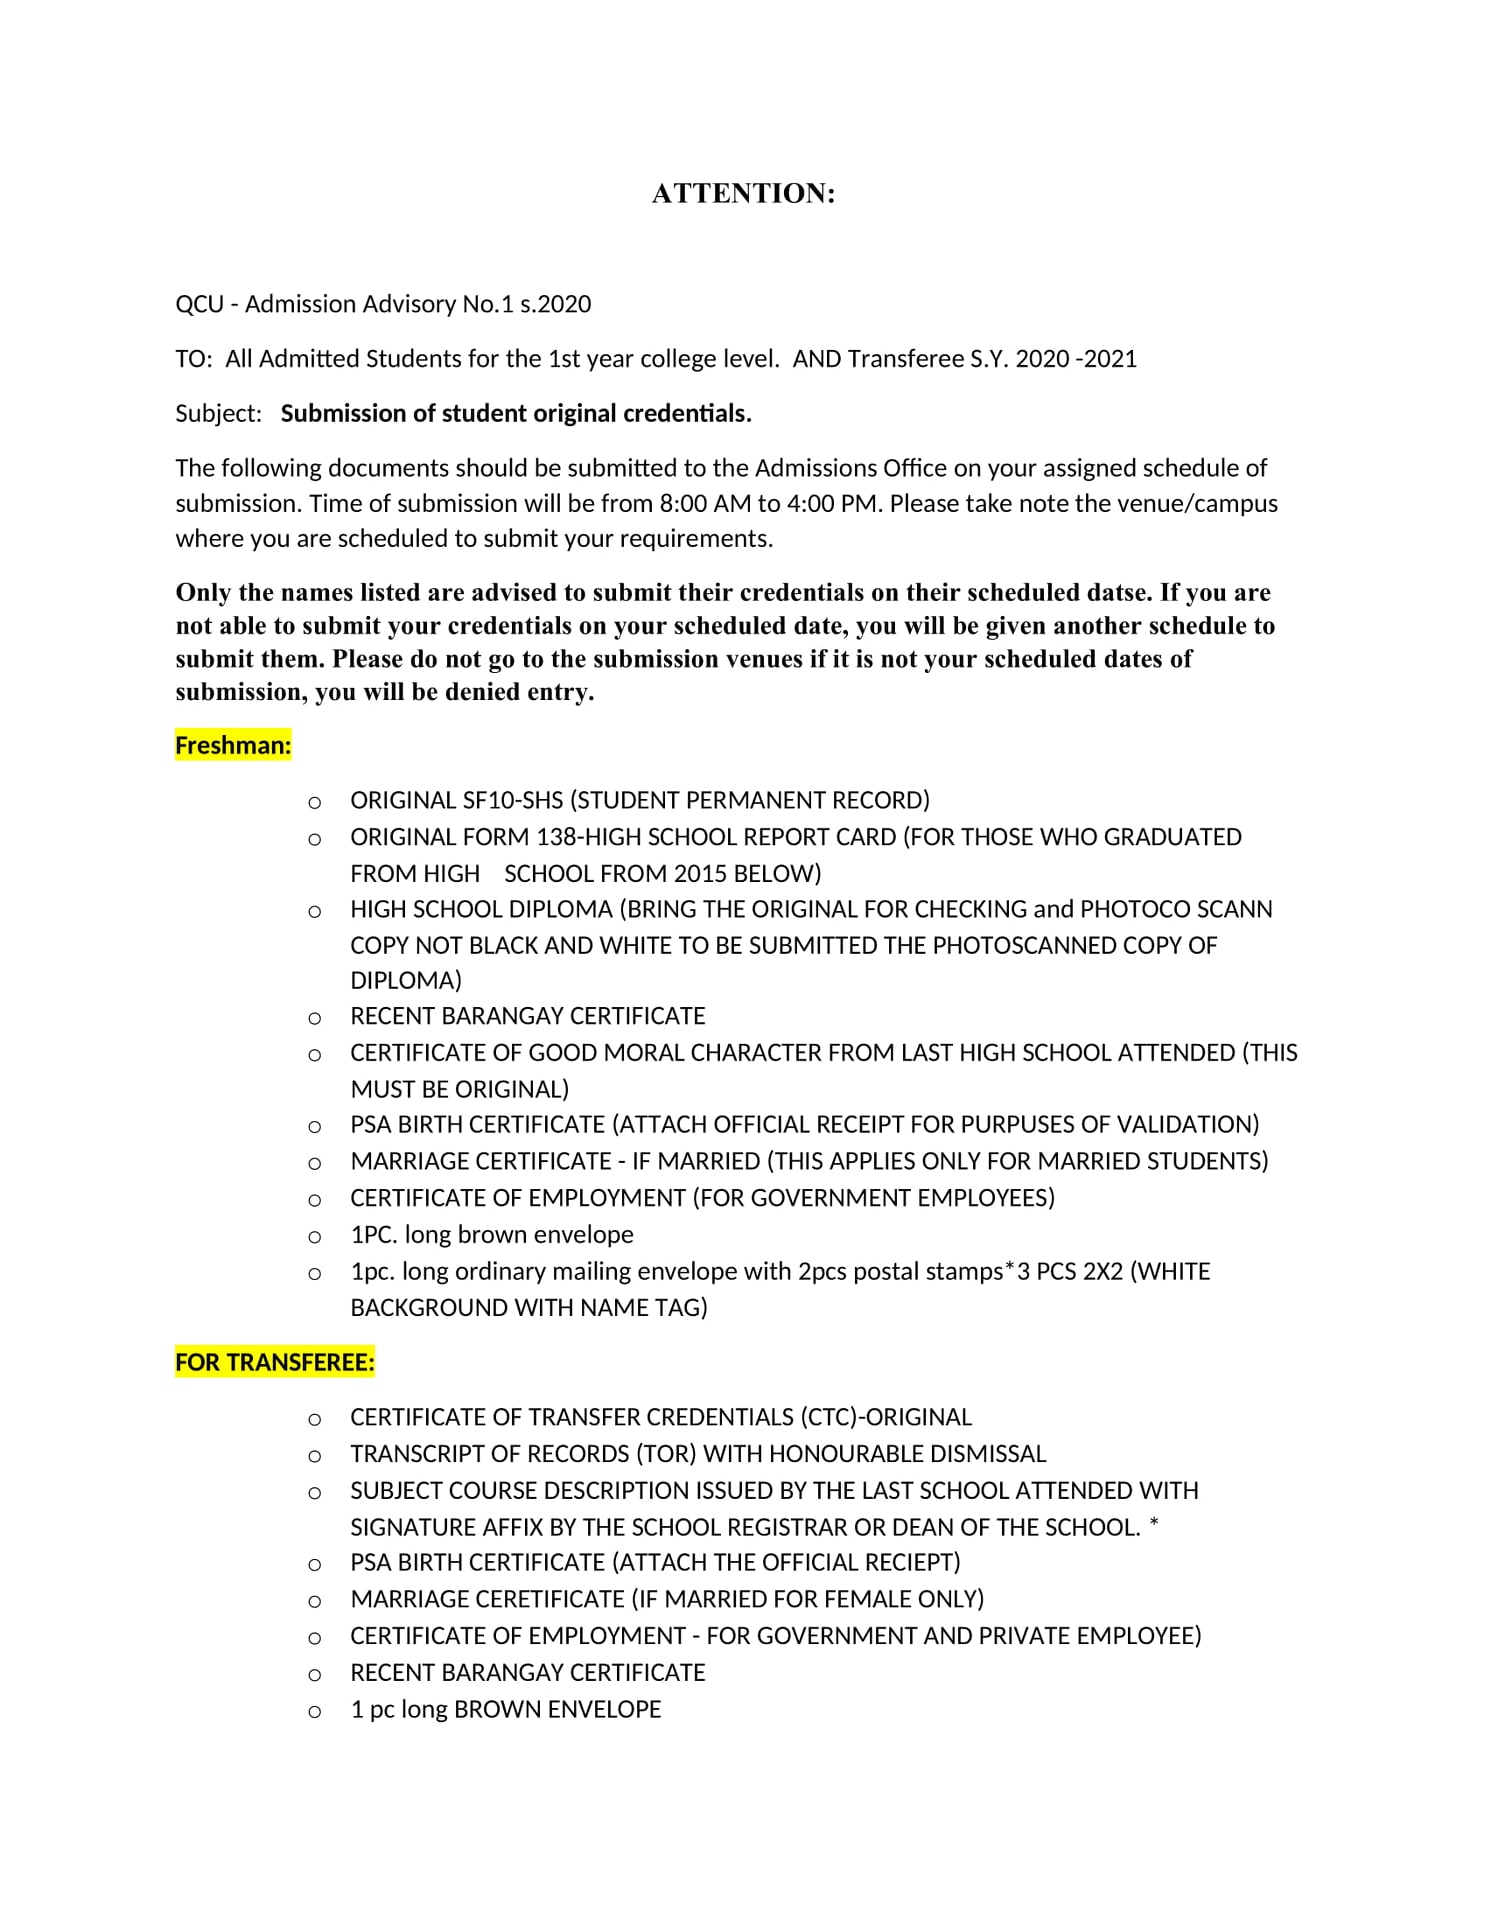 ATTENTION:
QCU - Admission Advisory No.1 s.2020
TO:  All Admitted Students for the 1st year college level.  AND Transferee S.Y. 2020 -2021
Subject:   Submission of student original credentials.
The following documents should be submitted to the Admissions Office on your assigned schedule of
submission. Time of submission will be from 8:00 AM to 4:00 PM. Please take note the venue/campus
where you are scheduled to submit your requirements.
Only the names listed are advised to submit their credentials on their scheduled datse. If you are
not able to submit your credentials on your scheduled date, you will be given another schedule to
submit them. Please do not go to the submission venues if it is not your scheduled dates of
submission, you will be denied entry.
Freshman:
o ORIGINAL SF10-SHS (STUDENT PERMANENT RECORD)
o ORIGINAL FORM 138-HIGH SCHOOL REPORT CARD (FOR THOSE WHO GRADUATED
FROM HIGH    SCHOOL FROM 2015 BELOW)
o HIGH SCHOOL DIPLOMA (BRING THE ORIGINAL FOR CHECKING and PHOTOCO SCANN
COPY NOT BLACK AND WHITE TO BE SUBMITTED THE PHOTOSCANNED COPY OF
DIPLOMA)
o RECENT BARANGAY CERTIFICATE
o CERTIFICATE OF GOOD MORAL CHARACTER FROM LAST HIGH SCHOOL ATTENDED (THIS
MUST BE ORIGINAL)
o PSA BIRTH CERTIFICATE (ATTACH OFFICIAL RECEIPT FOR PURPUSES OF VALIDATION)
o MARRIAGE CERTIFICATE - IF MARRIED (THIS APPLIES ONLY FOR MARRIED STUDENTS)
o CERTIFICATE OF EMPLOYMENT (FOR GOVERNMENT EMPLOYEES)
o 1PC. long brown envelope
o 1pc. long ordinary mailing envelope with 2pcs postal stamps*3 PCS 2X2 (WHITE
BACKGROUND WITH NAME TAG)
FOR TRANSFEREE:
o CERTIFICATE OF TRANSFER CREDENTIALS (CTC)-ORIGINAL
o TRANSCRIPT OF RECORDS (TOR) WITH HONOURABLE DISMISSAL
o SUBJECT COURSE DESCRIPTION ISSUED BY THE LAST SCHOOL ATTENDED WITH
SIGNATURE AFFIX BY THE SCHOOL REGISTRAR OR DEAN OF THE SCHOOL. *
o PSA BIRTH CERTIFICATE (ATTACH THE OFFICIAL RECIEPT)
o MARRIAGE CERETIFICATE (IF MARRIED FOR FEMALE ONLY)
o CERTIFICATE OF EMPLOYMENT - FOR GOVERNMENT AND PRIVATE EMPLOYEE)
o RECENT BARANGAY CERTIFICATE
o 1 pc long BROWN ENVELOPE